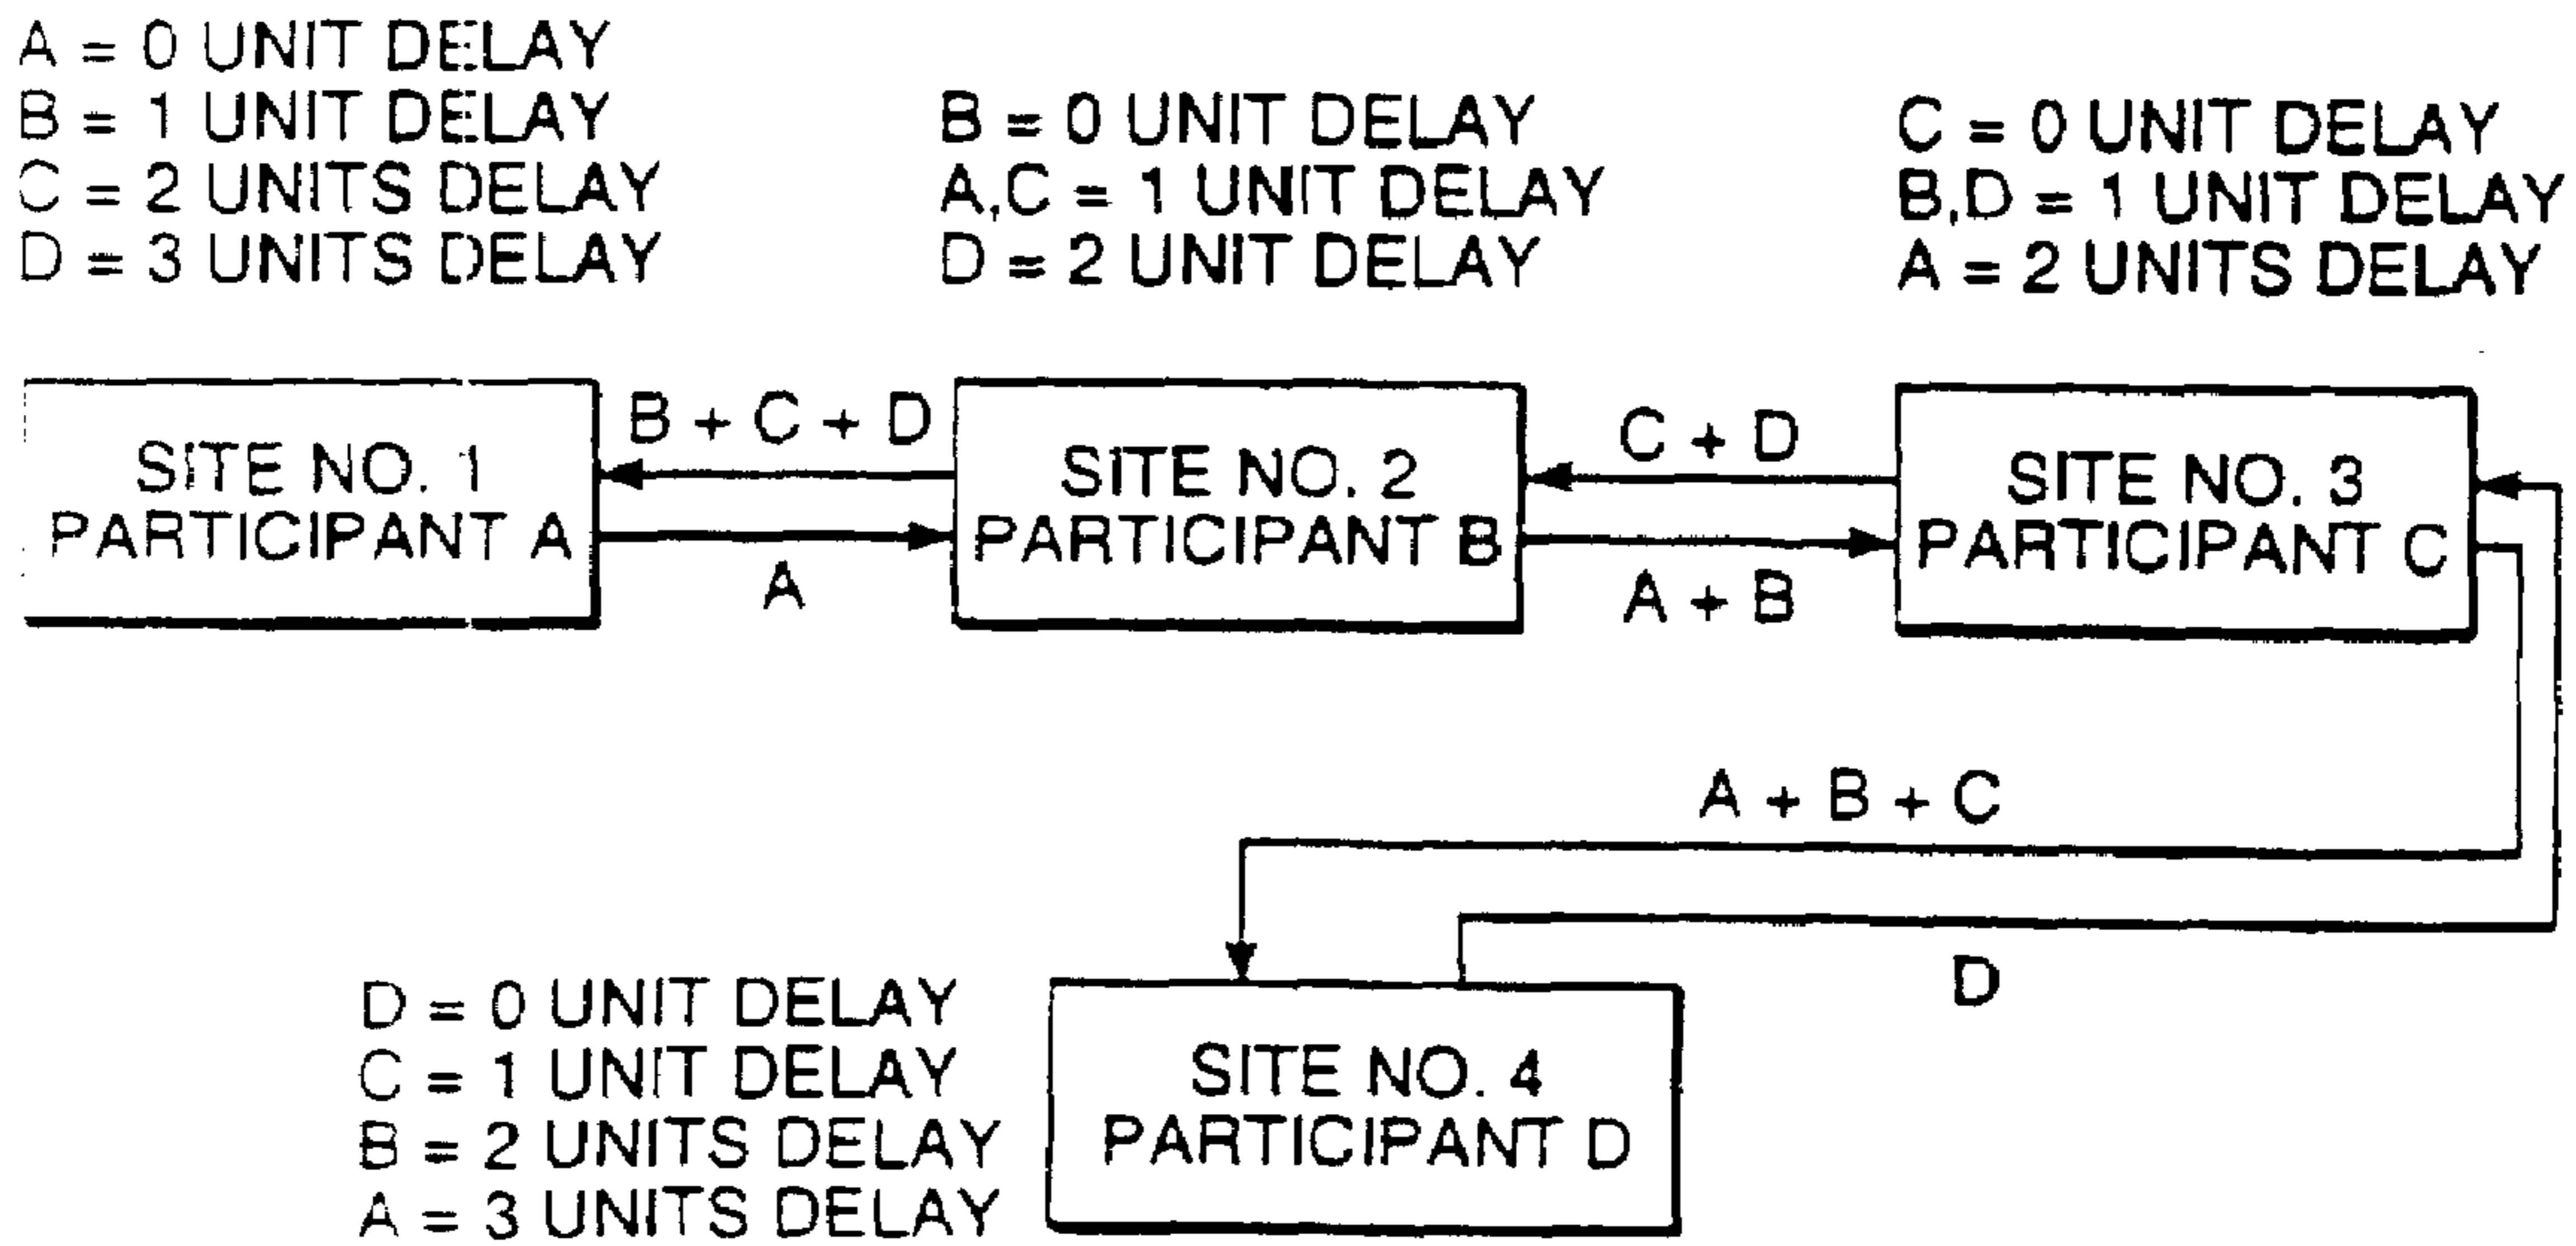 A = 0 UNIT DELAY
B = 1 UNIT DELAY
C = 2 UNITS DELAY
D = 3 UNITS DELAY
B = 0 UNIT DELAY
A,C = 1 UNIT DELAY
D = 2 UNIT DELAY
C = 0 UNIT DELAY
B,D = 1 UNIT DELAY
A = 2 UNITS DELAY
SITE NO. 1
PARTICIPANT A
B + C + D
A
SITE NO. 2
PARTICIPANT B
C + D
A + B
SITE NO. 3
PARTICIPANT C
A + B + C
D
D = 0 UNIT DELAY
C = 1 UNIT DELAY
B = 2 UNITS DELAY
A = 3 UNITS DELAY
SITE NO. 4
PARTICIPANT D